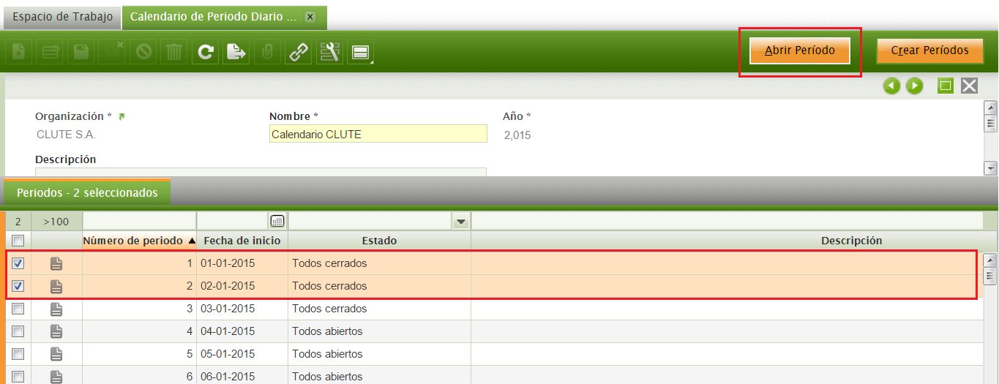 Espacio de Trabajo Calendario de Periodo Diario ... x
Abrir Período Crear Períodos
Organización * Nombre * Año *
CLUTE S.A. Calendario CLUTE 2,015
Descripción
Periodos - 2 seleccionados
2 >100
Número de periodo Fecha de inicio Estado Descripción
1 01-01-2015 Todos cerrados
2 02-01-2015 Todos cerrados
3 03-01-2015 Todos cerrados
4 04-01-2015 Todos abiertos
5 05-01-2015 Todos abiertos
6 06-01-2015 Todos abiertos